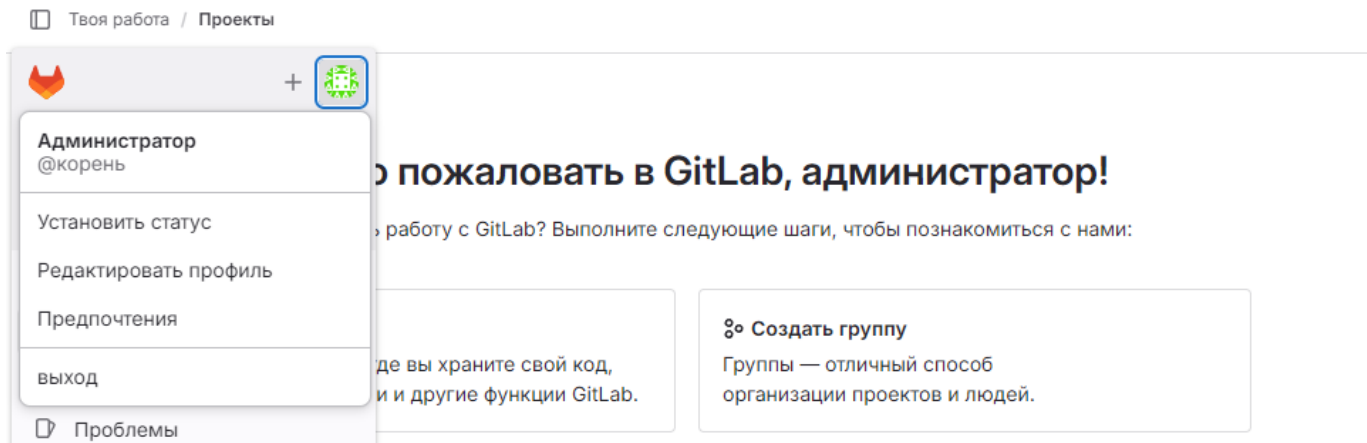 Твоя работа / Проекты
Администратор
@корень
Установить статус
Редактировать профиль
Предпочтения
выход
Проблемы
пожаловать в GitLab, администратор!
работу с GitLab? Выполните следующие шаги, чтобы познакомиться с нами:
где вы храните свой код,
и и другие функции GitLab.
Создать группу
Группы — отличный способ
организации проектов и людей.